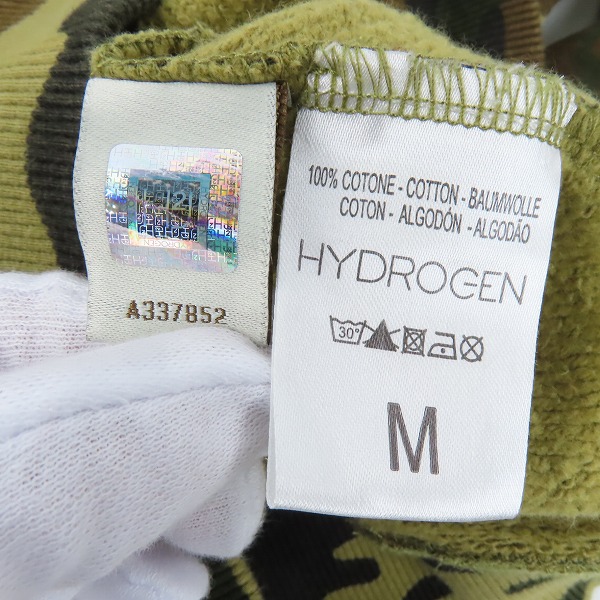 A337852
100% COTONE - COTTON - BAUMWOLLE
COTON - ALGODÓN - ALGODÃO
HYDROGEN
30°
M